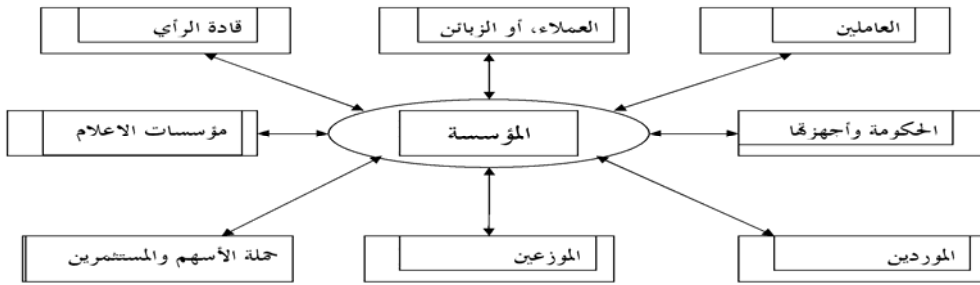 العاملين
العملاء، أو الزبائن
قادة الرأي
الحكومة وأجهزتها
المؤسسة
مؤسسات الاعلام
الموردين
الموزعين
حملة الأسهم والمستثمرين